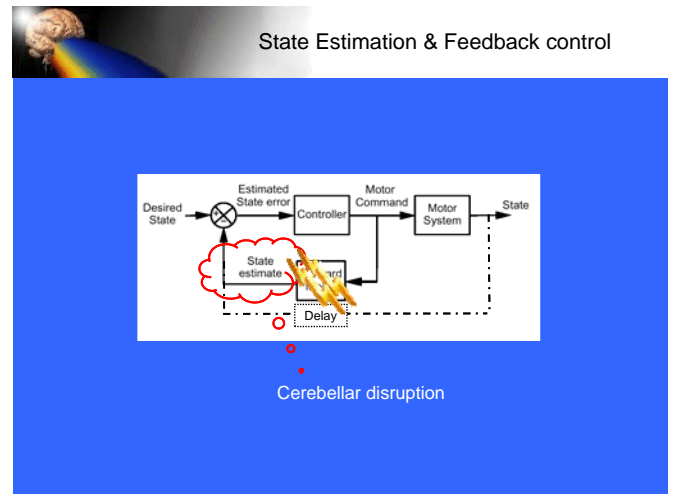 State Estimation & Feedback control
Estimated
State error
Motor
Command
State
Desired
State
+
−
Controller
Motor
System
State
estimate
Delay
Cerebellar disruption